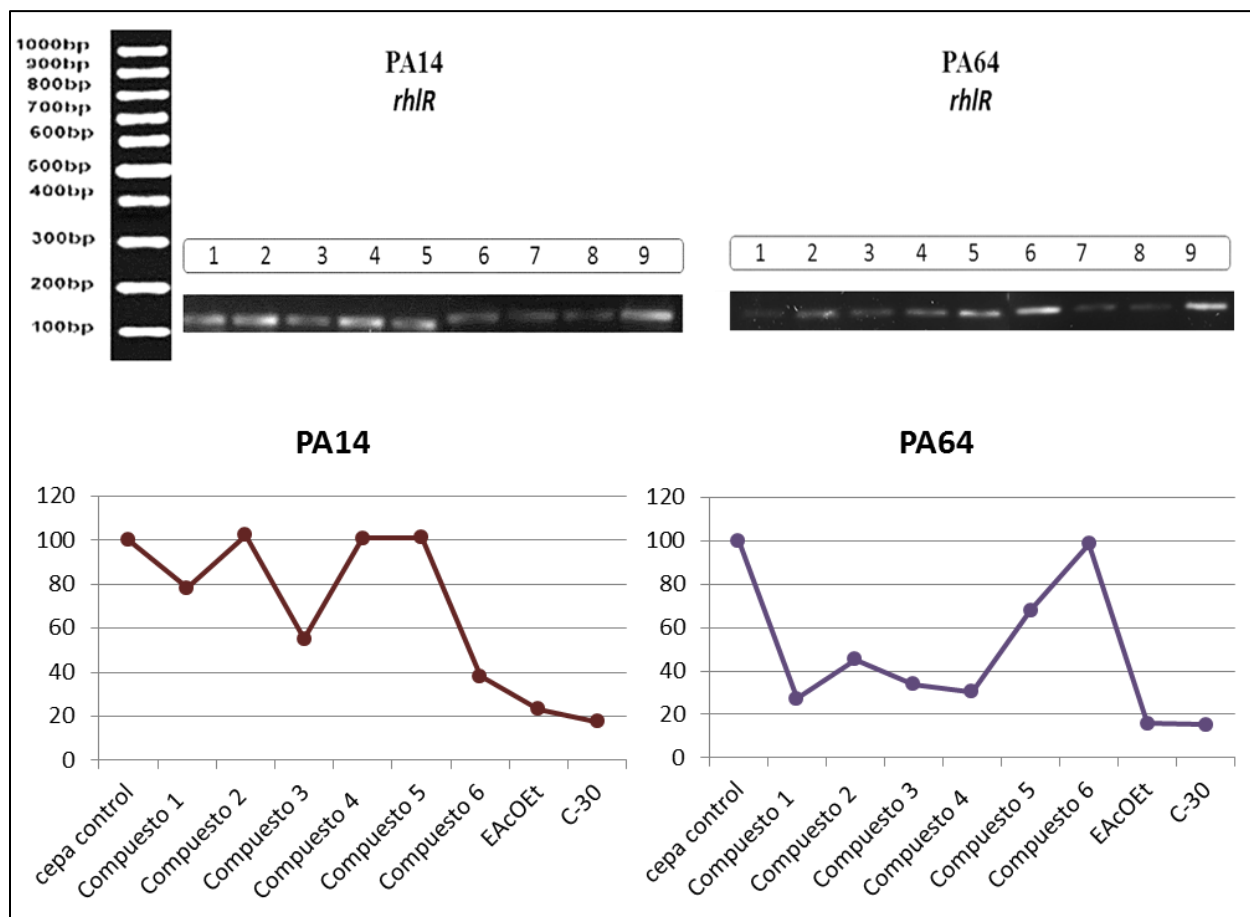 1000bp
900bp
800bp
700bp
600bp
500bp
400bp
300bp
200bp
100bp
PA14
rhlR
1 2 3 4 5 6 7 8 9
PA64
rhlR
1 2 3 4 5 6 7 8 9
PA14
120
100
80
60
40
20
0
cepa control
Compuesto 1
Compuesto 2
Compuesto 3
Compuesto 4
Compuesto 5
Compuesto 6
EAcOEt
C-30
PA64
120
100
80
60
40
20
0
cepa control
Compuesto 1
Compuesto 2
Compuesto 3
Compuesto 4
Compuesto 5
Compuesto 6
EAcOEt
C-30